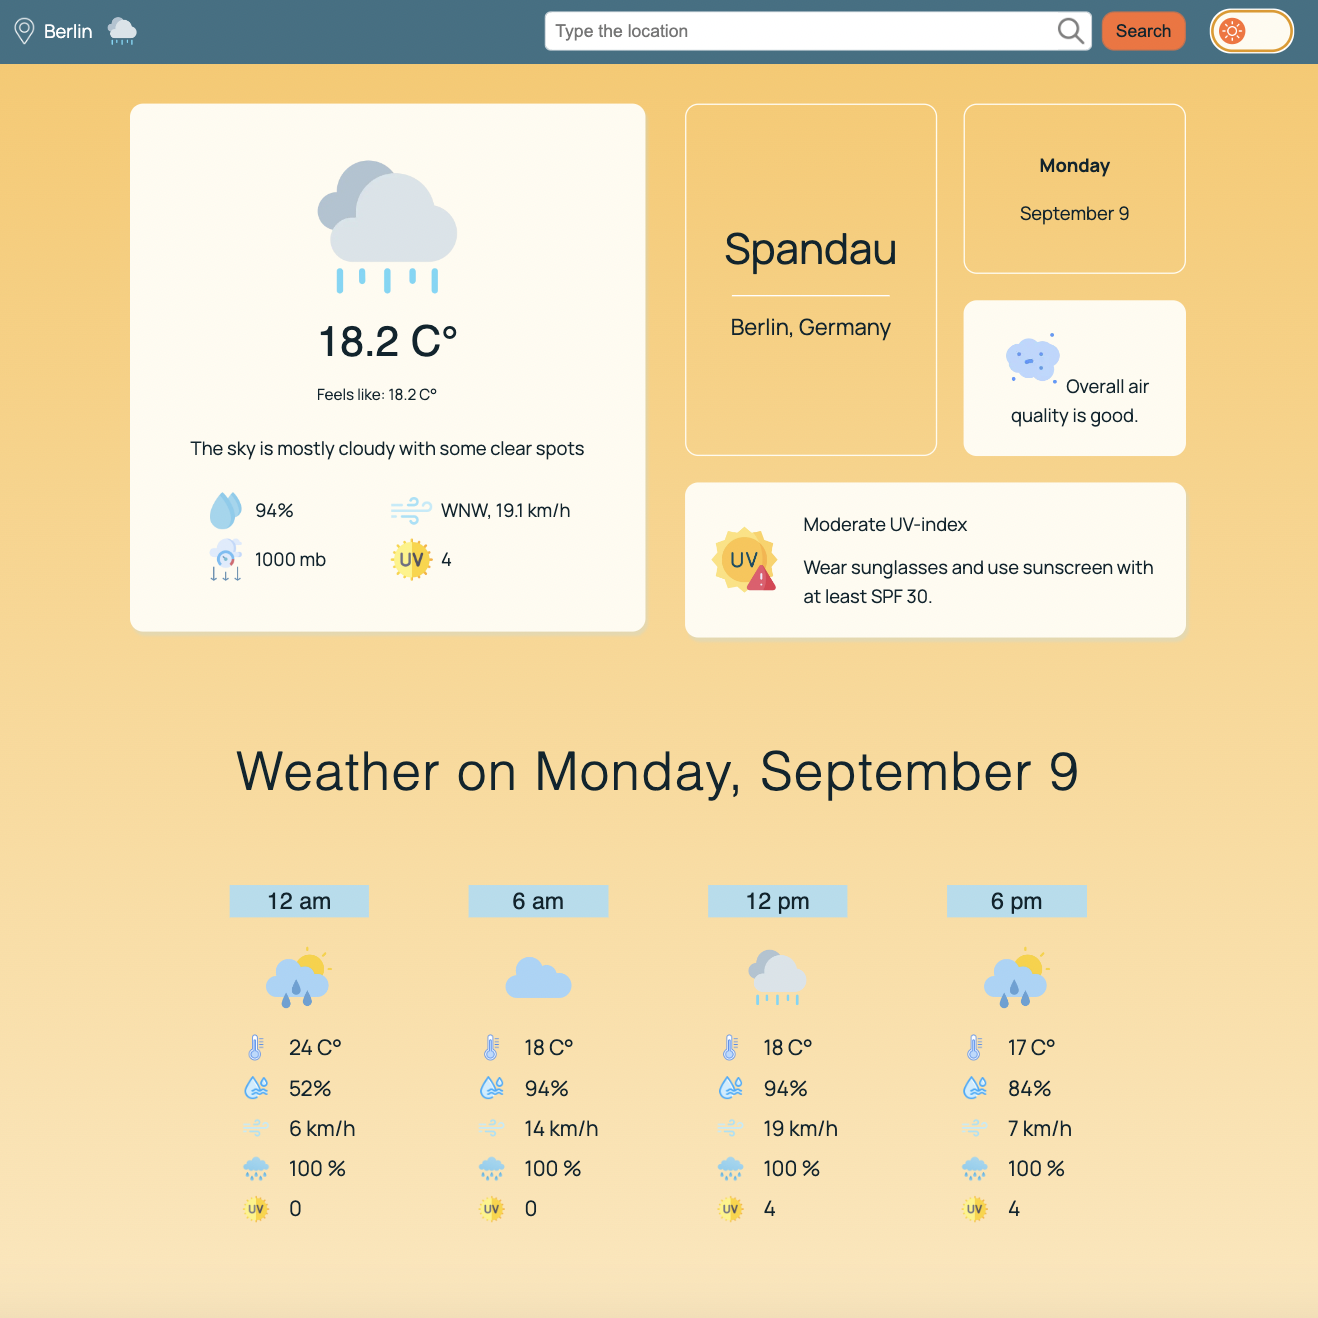 Berlin
Type the location
Search
18.2 C°
Feels like: 18.2 C°
The sky is mostly cloudy with some clear spots
94%
WNW, 19.1 km/h
1000 mb
UV
4
Spandau
Berlin, Germany
Monday
September 9
Overall air
quality is good.
UV
Moderate UV-index
Wear sunglasses and use sunscreen with
at least SPF 30.
Weather on Monday, September 9
12 am
24 C°
52%
6 km/h
100 %
UV
0
6 am
18 C°
94%
14 km/h
100 %
UV
0
12 pm
18 C°
94%
19 km/h
100 %
UV
4
6 pm
17 C°
84%
7 km/h
100 %
UV
4